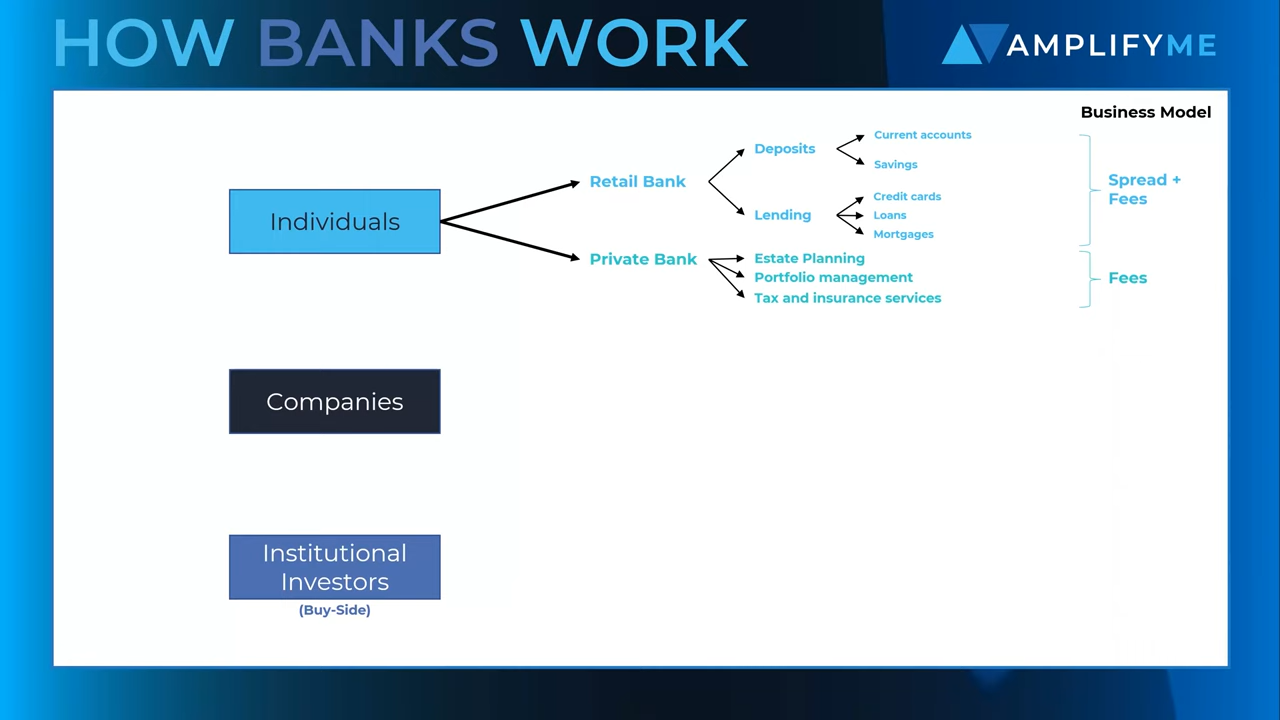 HOW BANKS WORK
AMPLIFYME
Business Model
Individuals
Retail Bank
Deposits
Current accounts
Savings
Lending
Credit cards
Loans
Mortgages
Spread +
Fees
Private Bank
Estate Planning
Portfolio management
Tax and insurance services
Fees
Companies
Institutional
Investors
(Buy-Side)